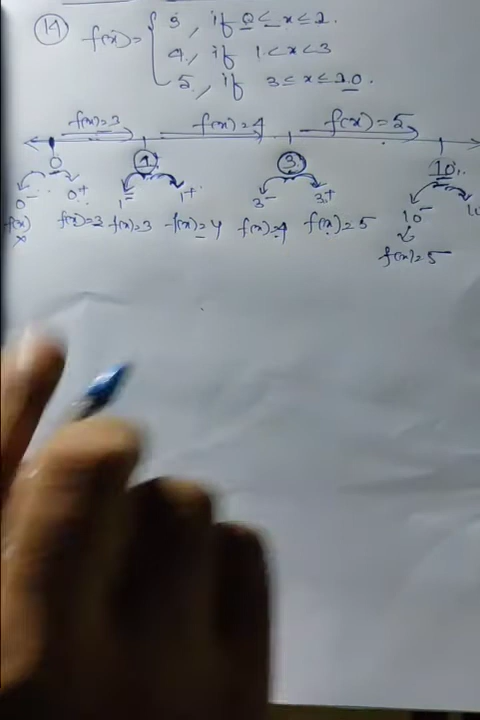 14 f(x) = { 3, if 0 ≤ x ≤ 2.
4, if 1 < x < 3
5, if 3 ≤ x ≤ 10.
f(x)=3 f(x)=4 f(x)=5
0 1 3 10
0⁻ 0⁺ 1⁻ 1⁺ 3⁻ 3⁺ 10⁻
f(x) f(x)=3 f(x)=3 f(x)=4 f(x)=4 f(x)=5
x f(x)=5